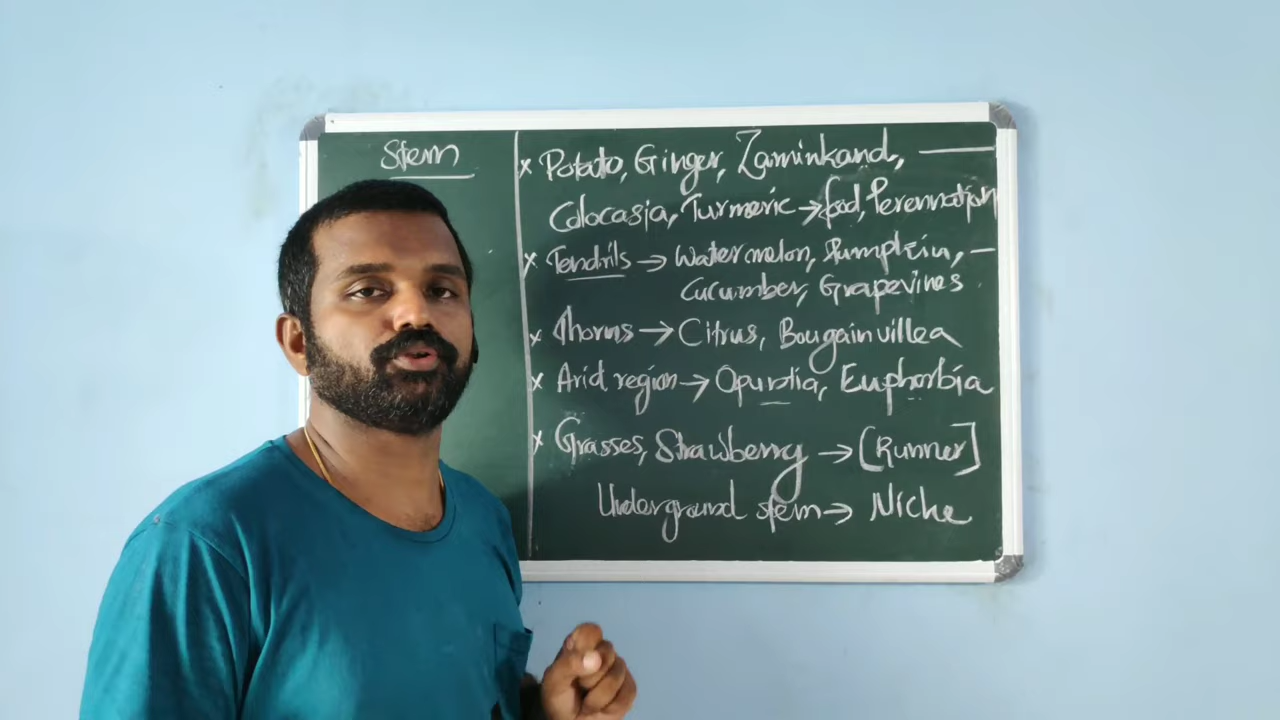 Stem
× Potato, Ginger, Zaminkand, —
Colocasia, Turmeric → food, Perennation
× Tendrils → Watermelon, Pumpkin, —
Cucumber, Grapevines
× Thorns → Citrus, Bougainvillea
× Arid region → Opuntia, Euphorbia
× Grasses, Strawberry → [Runner]
Underground stem → Niche